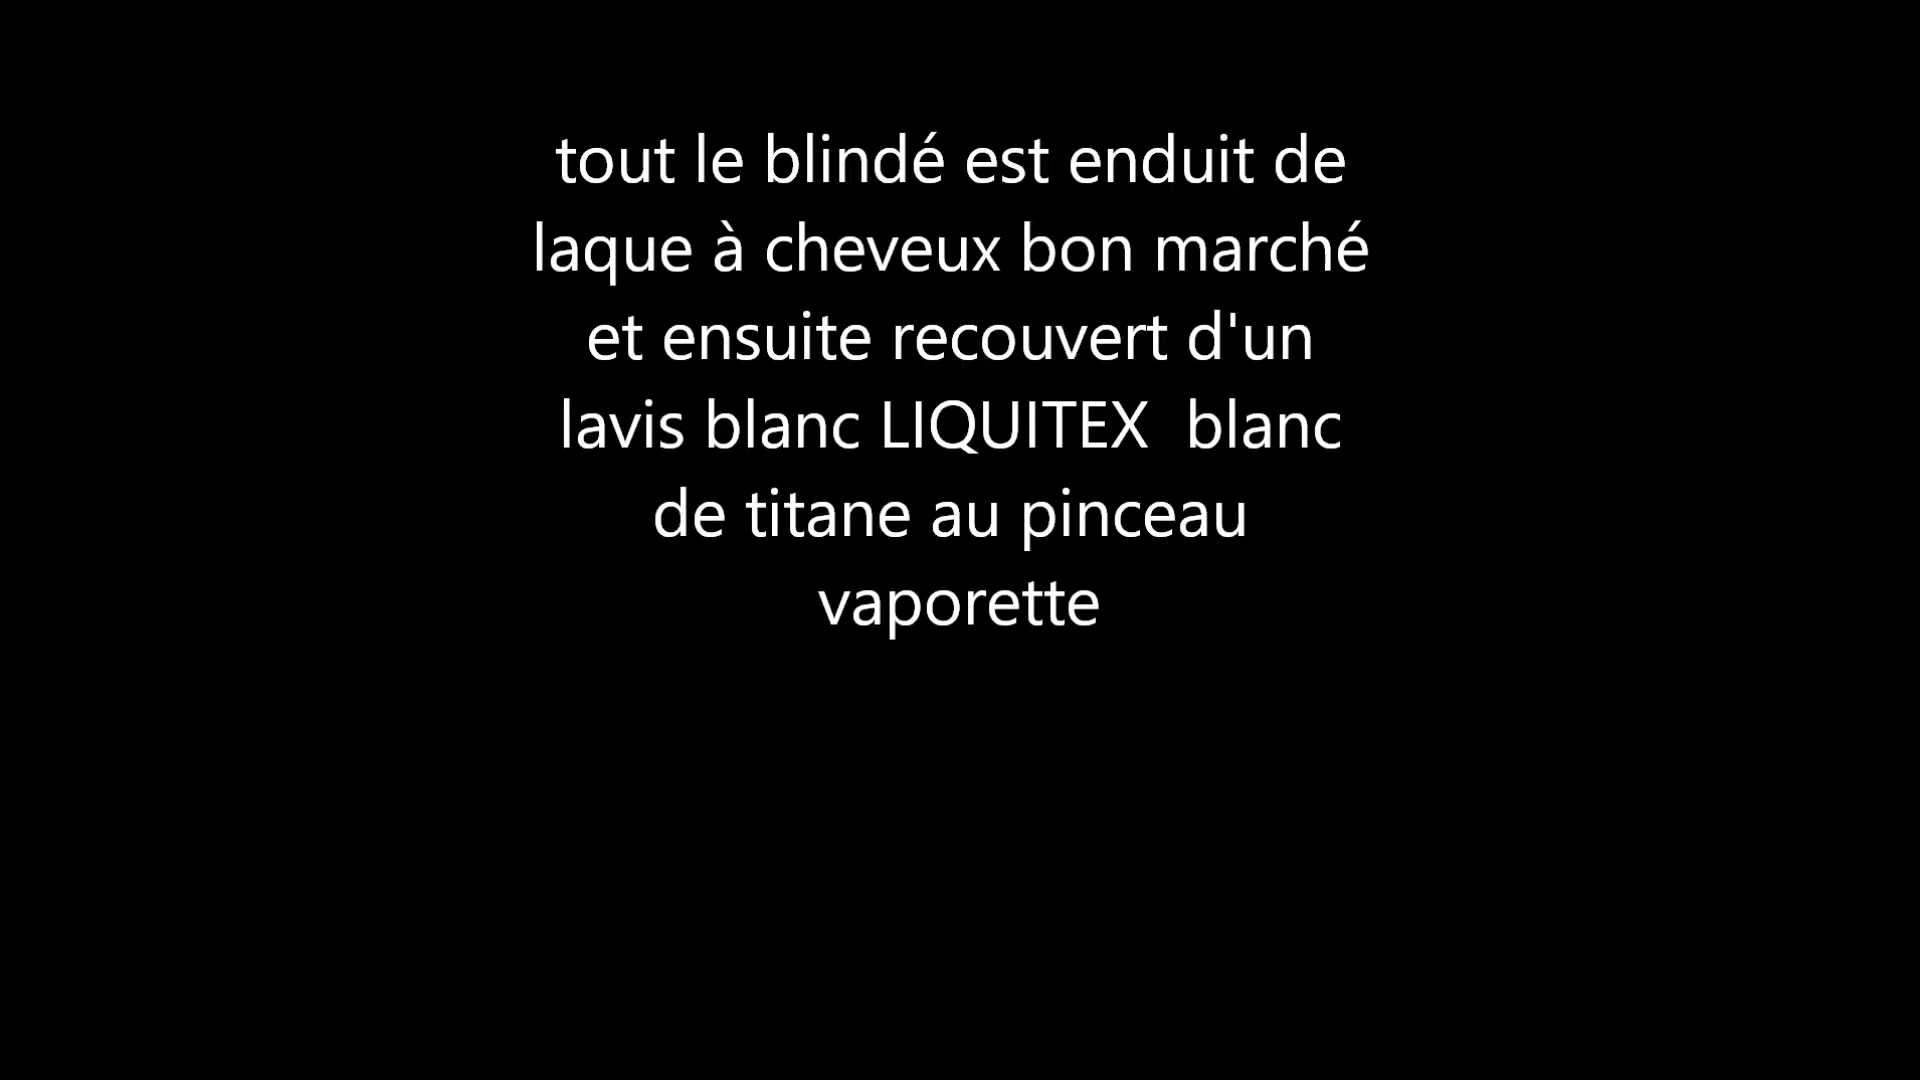 tout le blindé est enduit de
laque à cheveux bon marché
et ensuite recouvert d'un
lavis blanc LIQUITEX  blanc
de titane au pinceau
vaporette